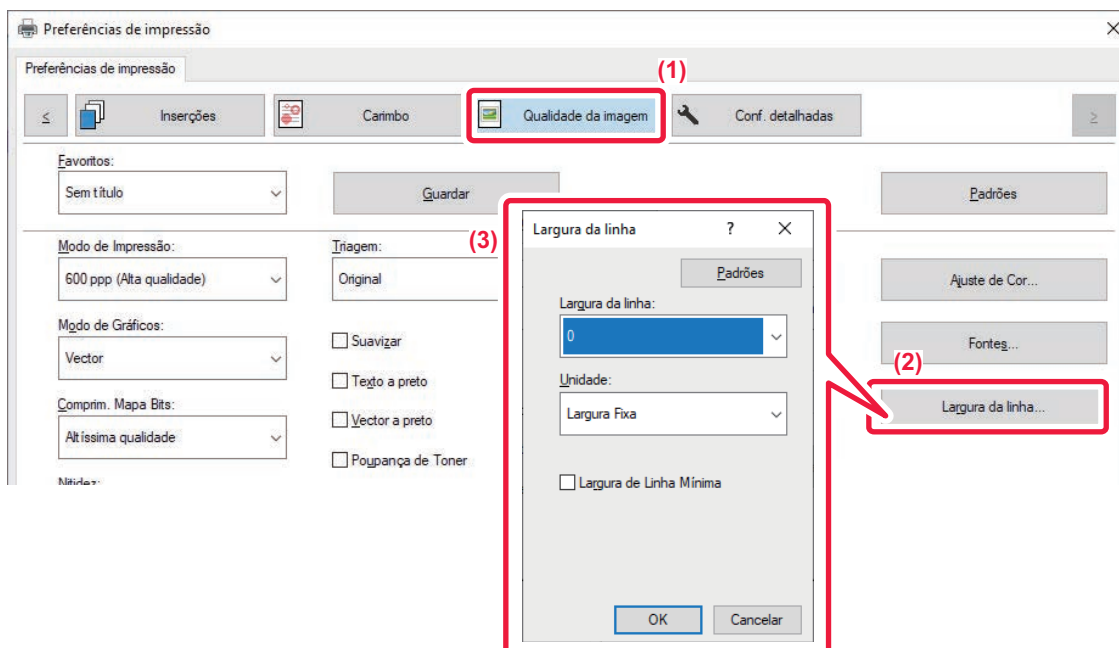 Preferências de impressão
Preferências de impressão
(1)
≤
Inserções
Carimbo
Qualidade da imagem
Conf. detalhadas
≥
Favoritos:
Sem título
Guardar
Padrões
Modo de Impressão:
600 ppp (Alta qualidade)
Triagem:
Original
Ajuste de Cor...
Modo de Gráficos:
Vector
Suavizar
Texto a preto
Vector a preto
Poupança de Toner
Fontes...
(2)
Largura da linha...
Comprim. Mapa Bits:
Altíssima qualidade
Nitidez:
(3)
Largura da linha
?
Padrões
Largura da linha:
0
Unidade:
Largura Fixa
Largura de Linha Mínima
OK
Cancelar